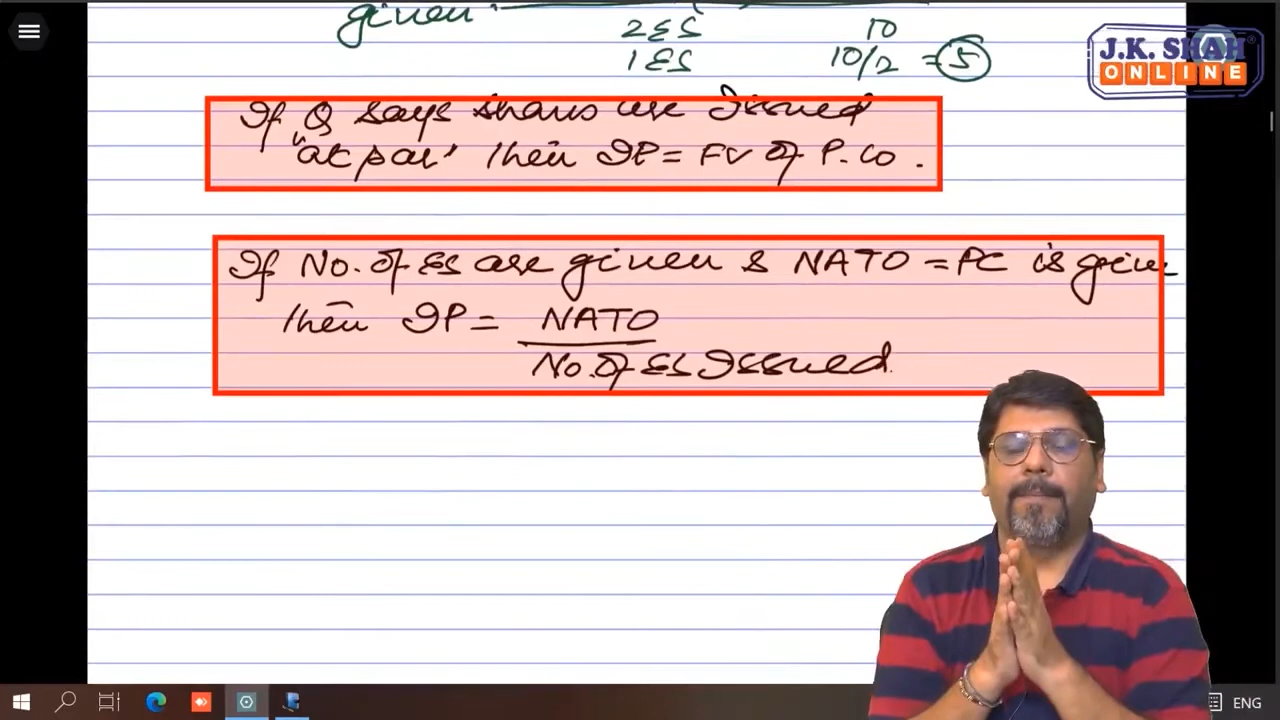 given.
2ES 10
1ES 10/2 = 5
J.K. SHAH
ONLINE
If Q says shares are Issued
"at par" then IP = FV of P. Co.
If No. of ES are given & NATO = PC is given
then IP = NATO
No. of ES Issued.
ENG